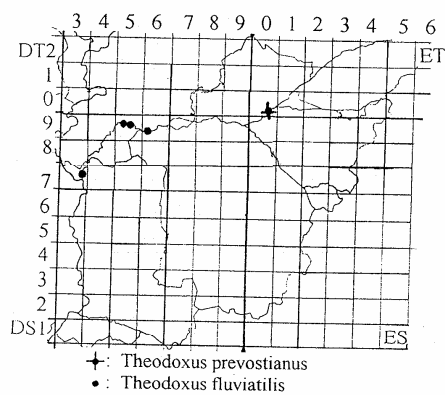 3 4 5 6 7 8 9 0 1 2 3 4 5 6
DT2 ET
1
0
9
8
7
6
5
4
3
2
DS1 ES
: Theodoxus prevostianus
: Theodoxus fluviatilis